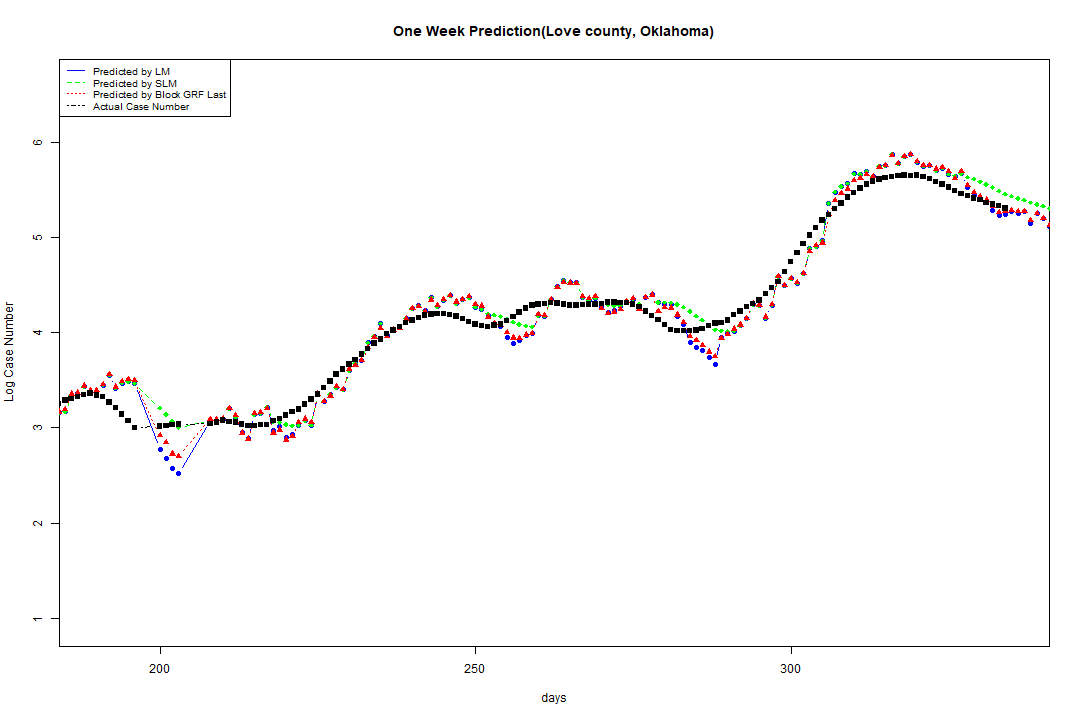 One Week Prediction(Love county, Oklahoma)
Predicted by LM
Predicted by SLM
Predicted by Block GRF Last
Actual Case Number
6
5
4
3
2
1
Log Case Number
200 250 300
days